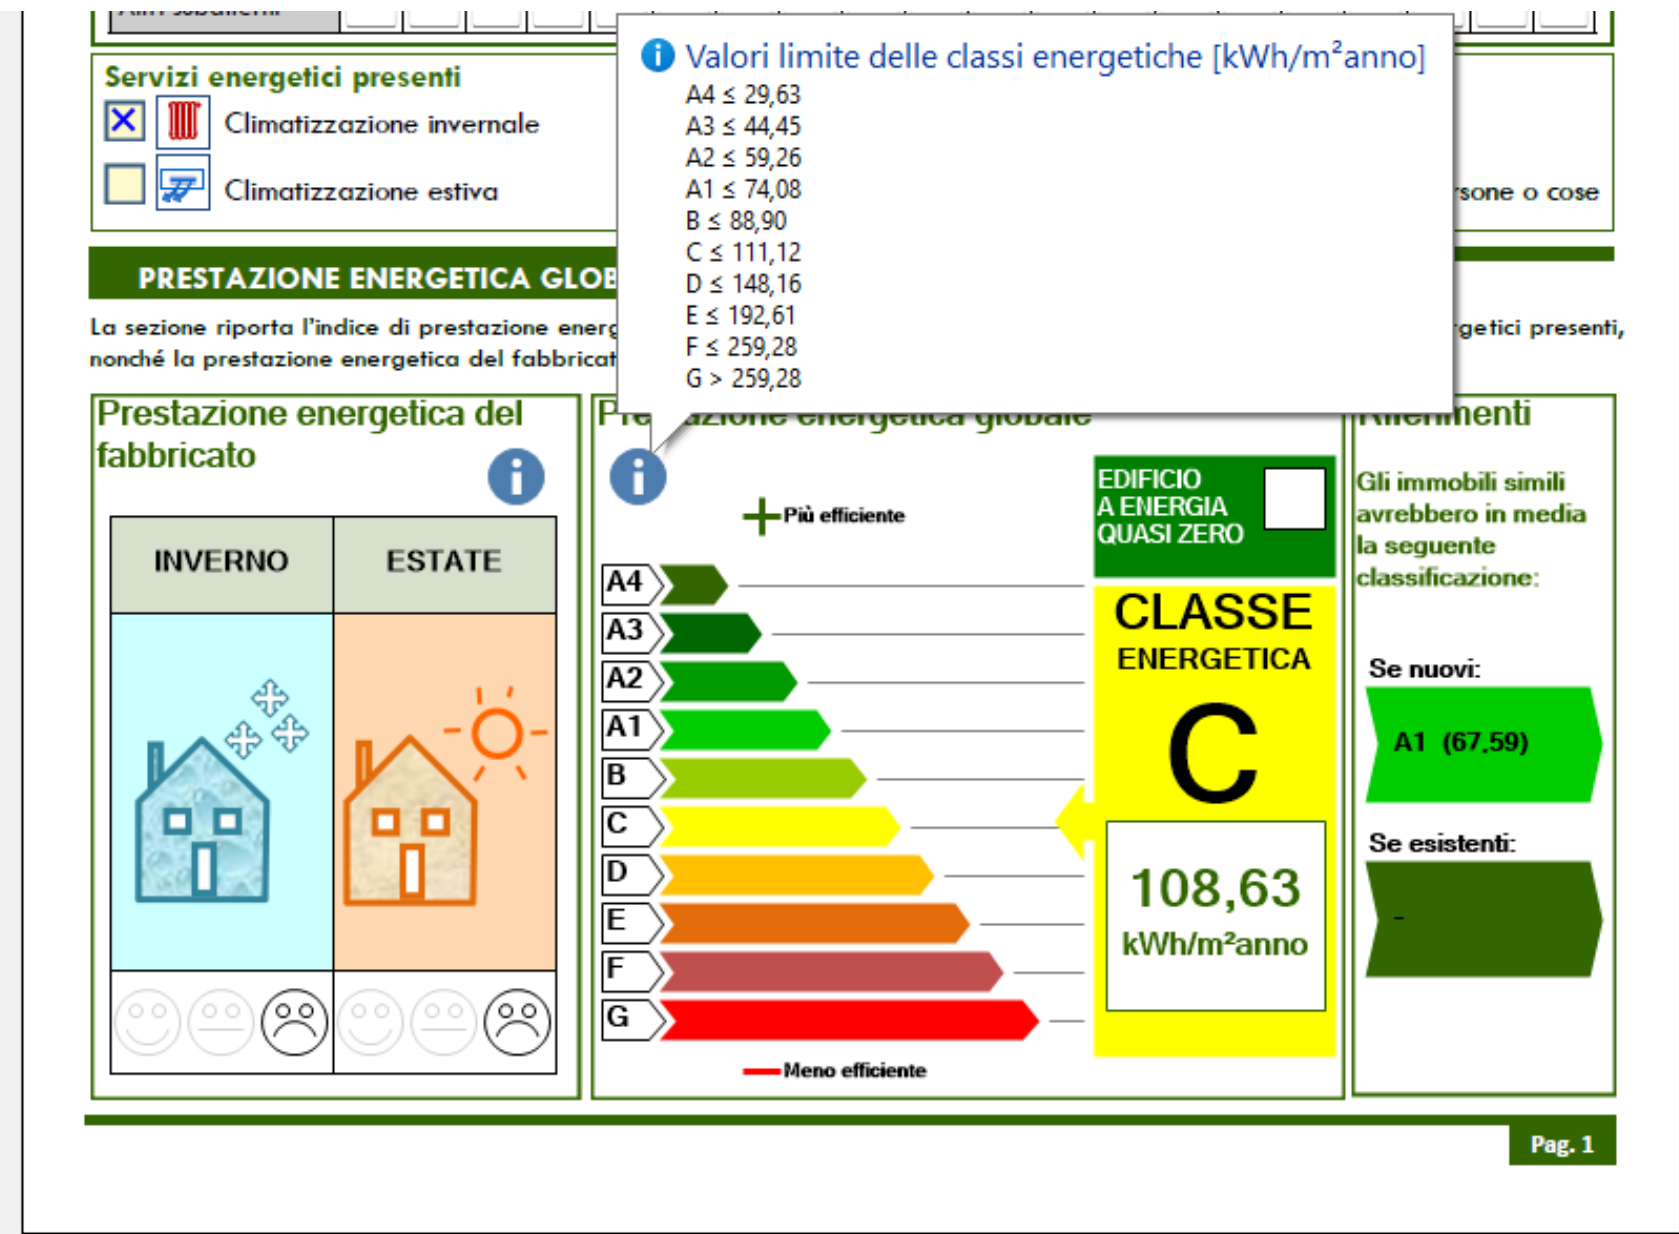 Servizi energetici presenti
Climatizzazione invernale
Climatizzazione estiva
rsone o cose
Valori limite delle classi energetiche [kWh/m²anno]
A4 ≤ 29,63
A3 ≤ 44,45
A2 ≤ 59,26
A1 ≤ 74,08
B ≤ 88,90
C ≤ 111,12
D ≤ 148,16
E ≤ 192,61
F ≤ 259,28
G > 259,28
PRESTAZIONE ENERGETICA GLOB
La sezione riporta l'indice di prestazione energ
getici presenti,
nonché la prestazione energetica del fabbricat
Prestazione energetica del
fabbricato
INVERNO
ESTATE
Prestazione energetica globale
Più efficiente
A4
A3
A2
A1
B
C
D
E
F
G
Meno efficiente
EDIFICIO
A ENERGIA
QUASI ZERO
CLASSE
ENERGETICA
C
108,63
kWh/m²anno
Riferimenti
Gli immobili simili
avrebbero in media
la seguente
classificazione:
Se nuovi:
A1 (67,59)
Se esistenti:
-
Pag. 1